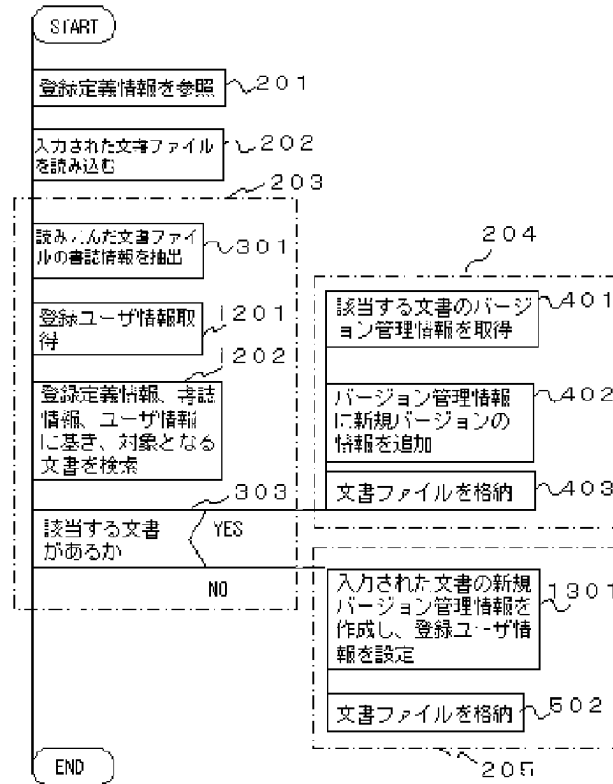 START
登録定義情報を参照
201
入力された文書ファイル
を読み込む
202
203
読み込んだ文書ファイ
ルの書誌情報を抽出
301
登録ユーザ情報取
得
1201
1202
登録定義情報、書誌
情報、ユーザ情報
に基き、対象となる
文書を検索
303
該当する文書
があるか
YES
NO
204
該当する文書のバージ
ョン管理情報を取得
401
バージョン管理情報
に新規バージョンの
情報を追加
402
文書ファイルを格納
403
入力された文書の新規
バージョン管理情報を
作成し、登録ユーザ情
報を設定
1301
文書ファイルを格納
502
205
END